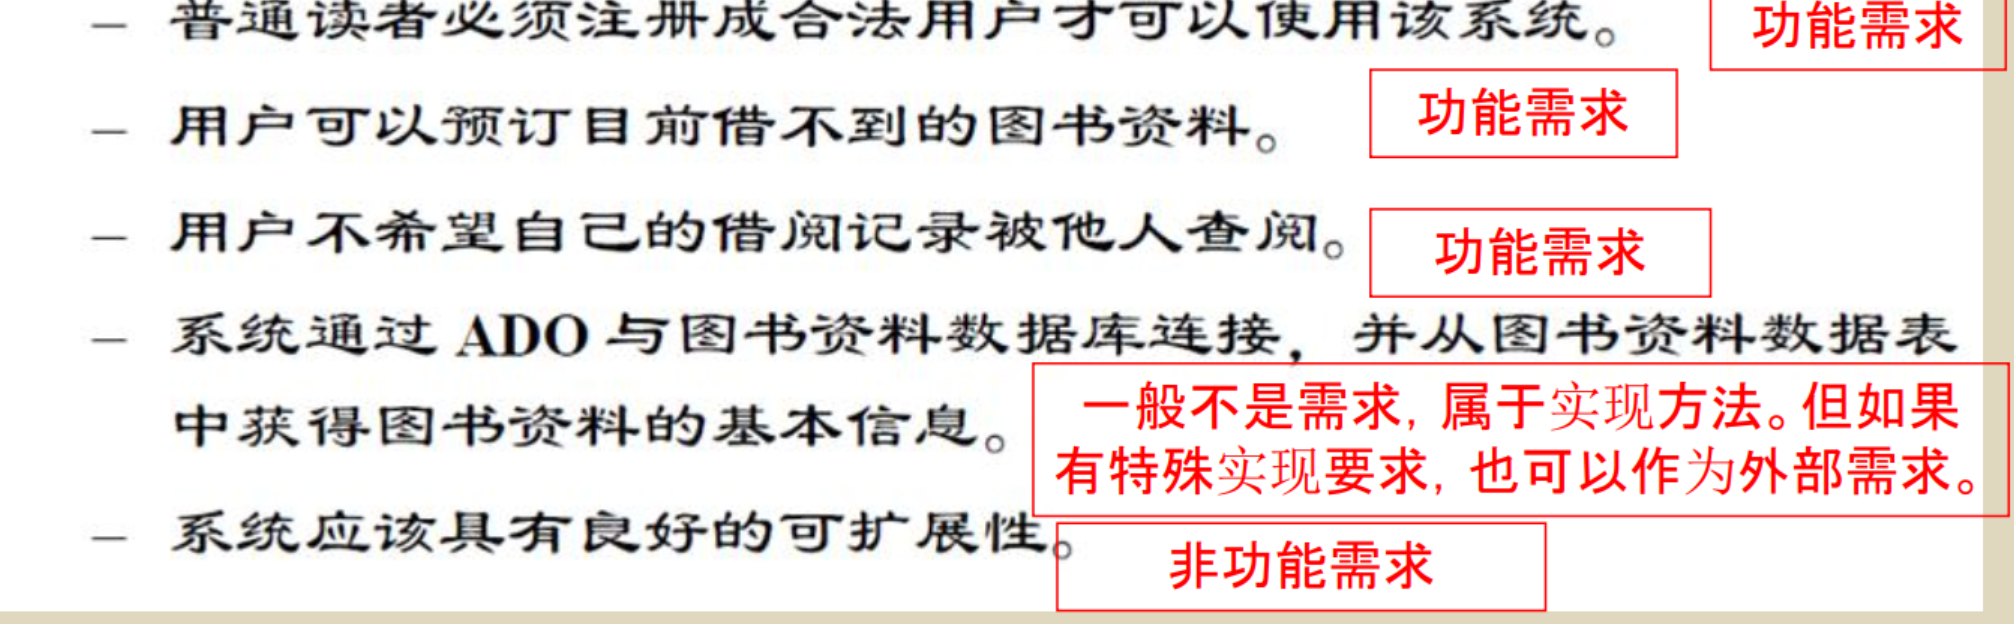 – 普通读者必须注册成合法用户才可以使用该系统。
功能需求
– 用户可以预订目前借不到的图书资料。
功能需求
– 用户不希望自己的借阅记录被他人查阅。
功能需求
– 系统通过 ADO 与图书资料数据库连接，并从图书资料数据表
中获得图书资料的基本信息。
一般不是需求, 属于实现方法。但如果
有特殊实现要求, 也可以作为外部需求。
– 系统应该具有良好的可扩展性。
非功能需求